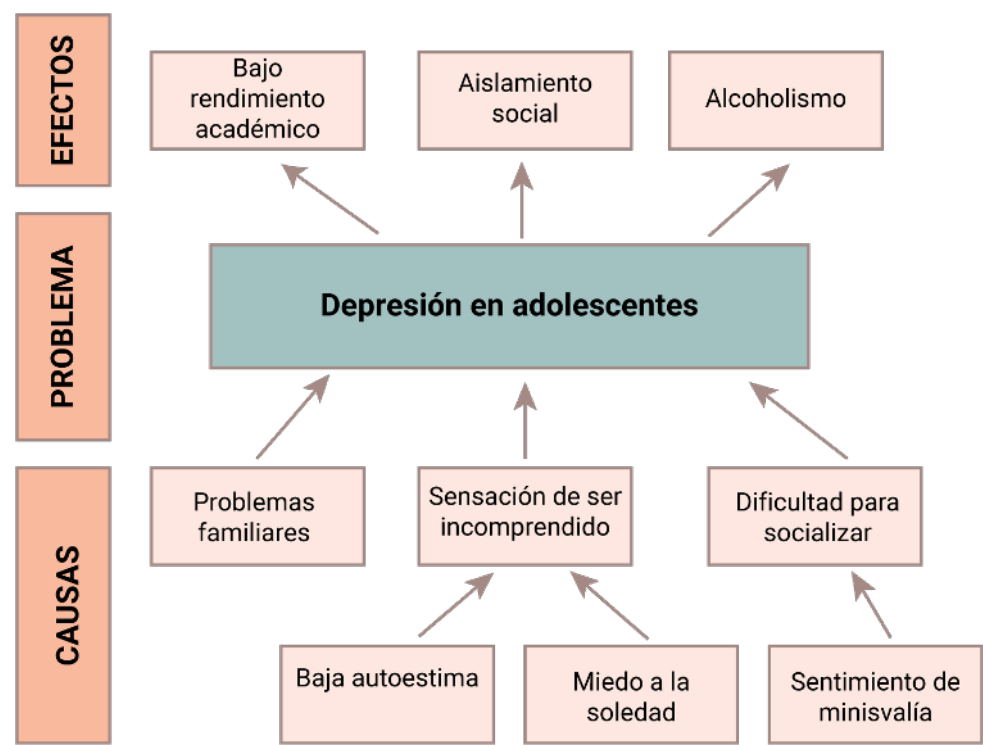 EFECTOS
Bajo
rendimiento
académico
Aislamiento
social
Alcoholismo
PROBLEMA
Depresión en adolescentes
CAUSAS
Problemas
familiares
Sensación de ser
incomprendido
Dificultad para
socializar
Baja autoestima
Miedo a la
soledad
Sentimiento de
minisvalía